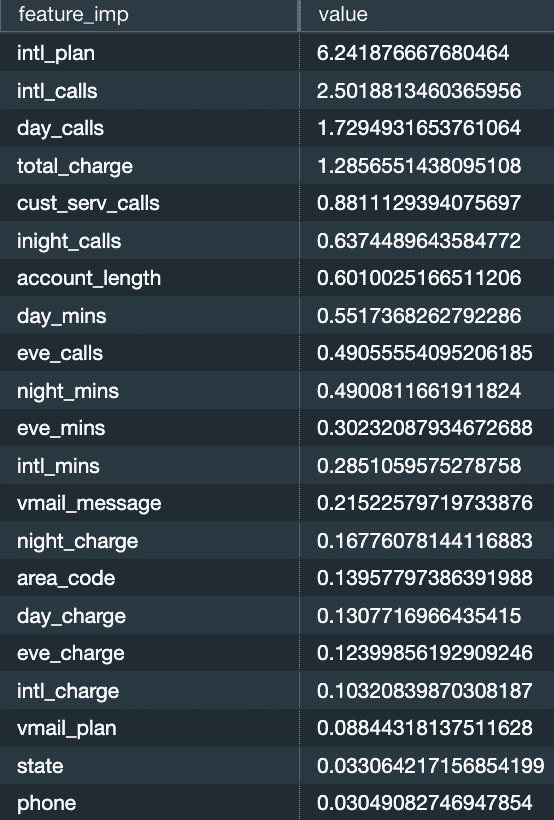 feature_imp value
intl_plan 6.241876667680464
intl_calls 2.5018813460365956
day_calls 1.7294931653761064
total_charge 1.2856551438095108
cust_serv_calls 0.8811129394075697
inight_calls 0.6374489643584772
account_length 0.6010025166511206
day_mins 0.5517368262792286
eve_calls 0.49055554095206185
night_mins 0.4900811661911824
eve_mins 0.30232087934672688
intl_mins 0.2851059575278758
vmail_message 0.21522579719733876
night_charge 0.16776078144116883
area_code 0.13957797386391988
day_charge 0.1307716966435415
eve_charge 0.12399856192909246
intl_charge 0.10320839870308187
vmail_plan 0.08844318137511628
state 0.033064217156854199
phone 0.03049082746947854